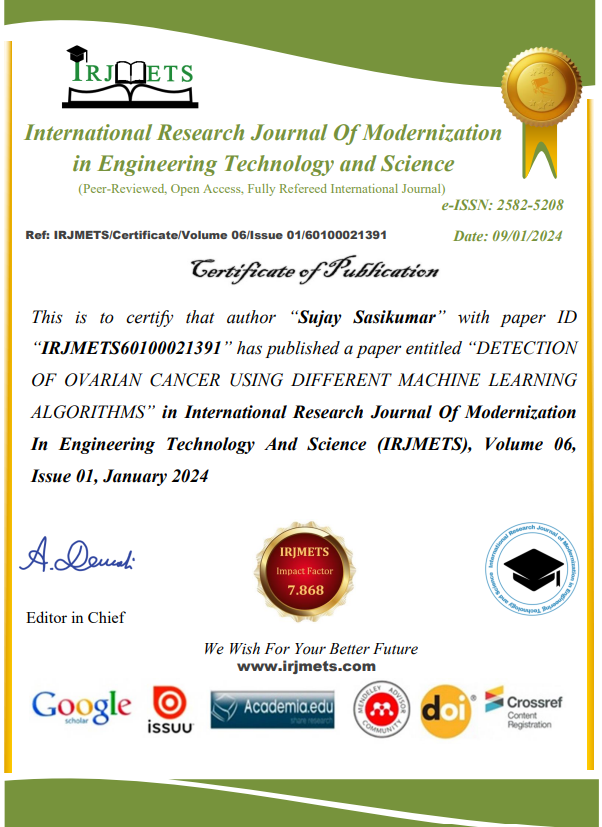 IRJMETS
International Research Journal Of Modernization
in Engineering Technology and Science
(Peer-Reviewed, Open Access, Fully Refereed International Journal)
e-ISSN: 2582-5208
Ref: IRJMETS/Certificate/Volume 06/Issue 01/60100021391
Date: 09/01/2024
Certificate of Publication
This is to certify that author “Sujay Sasikumar” with paper ID
“IRJMETS60100021391” has published a paper entitled “DETECTION
OF OVARIAN CANCER USING DIFFERENT MACHINE LEARNING
ALGORITHMS” in International Research Journal Of Modernization
In Engineering Technology And Science (IRJMETS), Volume 06,
Issue 01, January 2024
IRJMETS
Impact Factor
7.868
International Research Journal of Modernization in Engineering Technology and Science
Editor in Chief
We Wish For Your Better Future
www.irjmets.com
Google
scholar
issuu
Academia.edu
share research
MENDELEY ADVISOR
COMMUNITY
doi
Crossref
Content
Registration